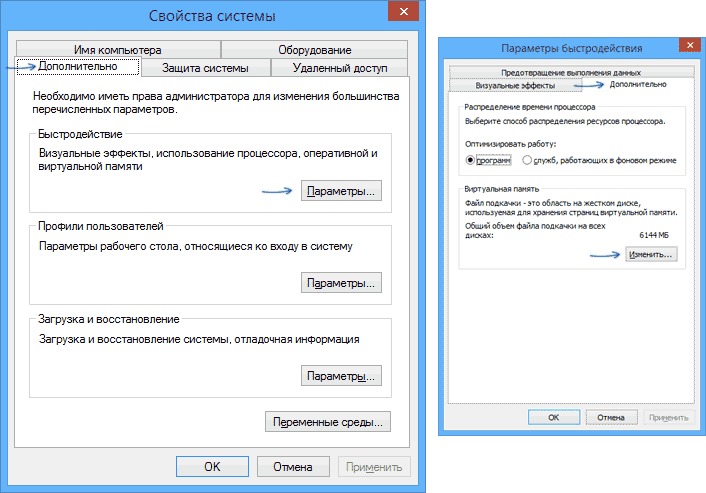 Свойства системы
Имя компьютера
Оборудование
Дополнительно
Защита системы
Удаленный доступ
Необходимо иметь права администратора для изменения большинства
перечисленных параметров.
Быстродействие
Визуальные эффекты, использование процессора, оперативной и
виртуальной памяти
Параметры...
Профили пользователей
Параметры рабочего стола, относящиеся ко входу в систему
Параметры...
Загрузка и восстановление
Загрузка и восстановление системы, отладочная информация
Параметры...
Переменные среды...
OK
Отмена
Применить
Параметры быстродействия
Предотвращение выполнения данных
Визуальные эффекты
Дополнительно
Распределение времени процессора
Выберите способ распределения ресурсов процессора.
Оптимизировать работу:
программ
служб, работающих в фоновом режиме
Виртуальная память
Файл подкачки - это область на жестком диске,
используемая для хранения страниц виртуальной памяти.
Общий объем файла подкачки на всех
дисках:
6144 МБ
Изменить...
OK
Отмена
Применить